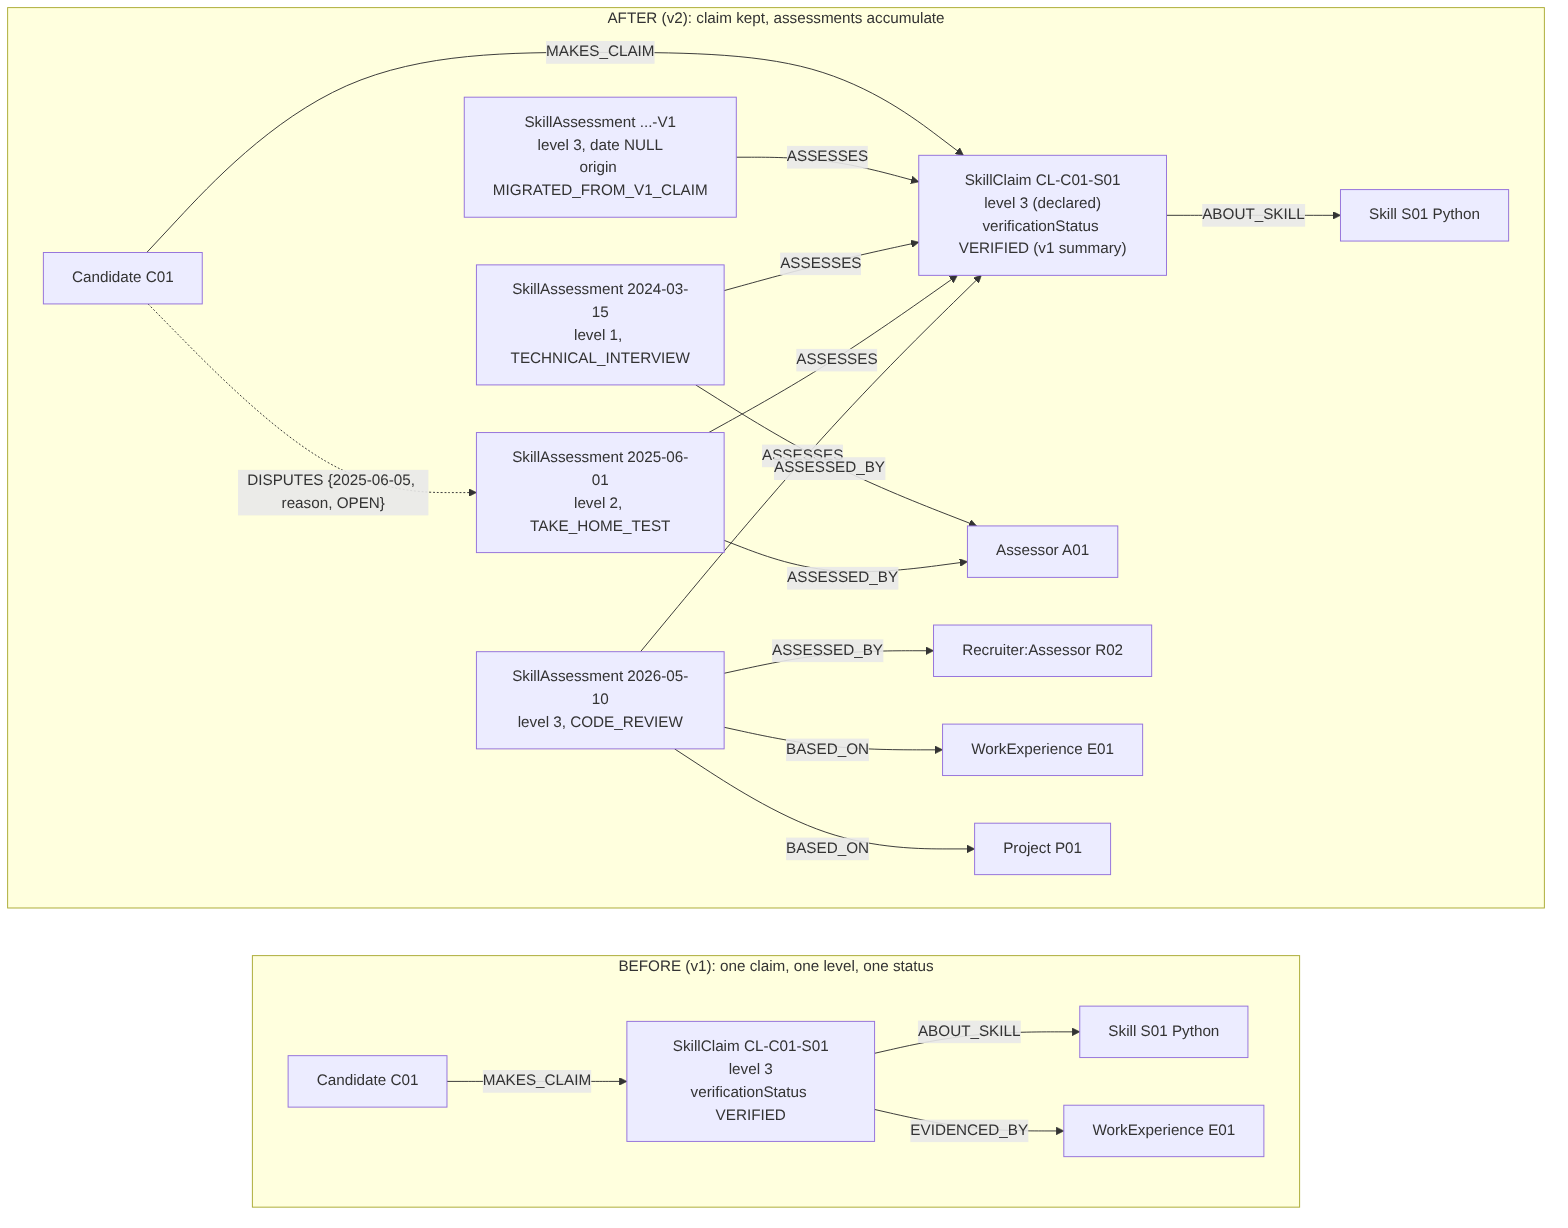 AFTER (v2): claim kept, assessments accumulate
MAKES_CLAIM
SkillAssessment ...-V1
level 3, date NULL
origin
MIGRATED_FROM_V1_CLAIM
ASSESSES
SkillClaim CL-C01-S01
level 3 (declared)
verificationStatus
VERIFIED (v1 summary)
ABOUT_SKILL
Skill S01 Python
Candidate C01
ASSESSES
SkillAssessment 2024-03-
15
level 1,
TECHNICAL_INTERVIEW
ASSESSES
ASSESSES
ASSESSED_BY
DISPUTES {2025-06-05,
reason, OPEN}
SkillAssessment 2025-06-
01
level 2,
TAKE_HOME_TEST
Assessor A01
ASSESSED_BY
SkillAssessment 2026-05-
10
level 3, CODE_REVIEW
ASSESSED_BY
Recruiter:Assessor R02
BASED_ON
WorkExperience E01
BASED_ON
Project P01
BEFORE (v1): one claim, one level, one status
Candidate C01
MAKES_CLAIM
SkillClaim CL-C01-S01
level 3
verificationStatus
VERIFIED
ABOUT_SKILL
Skill S01 Python
EVIDENCED_BY
WorkExperience E01